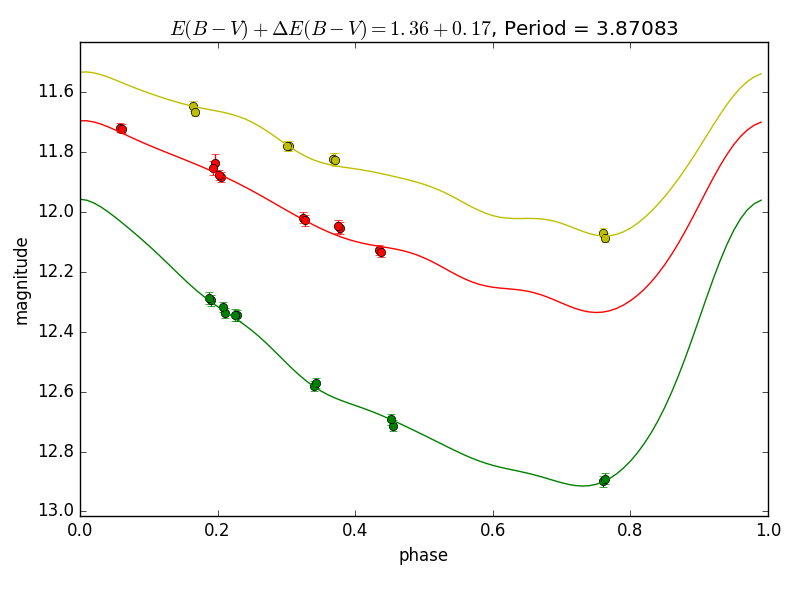 E(B − V) + ΔE(B − V) = 1.36 + 0.17, Period = 3.87083
11.6
11.8
12.0
12.2
12.4
12.6
12.8
13.0
magnitude
0.0 0.2 0.4 0.6 0.8 1.0
phase